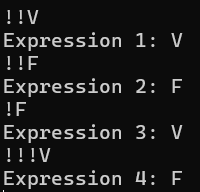 !!V
Expression 1: V
!!F
Expression 2: F
!F
Expression 3: V
!!!V
Expression 4: F